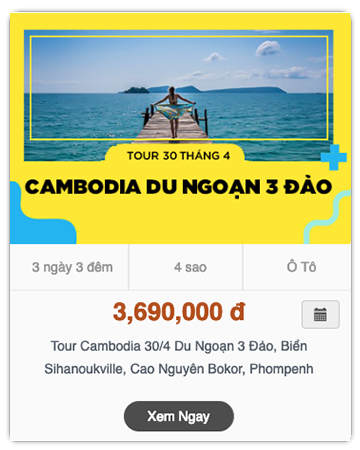 TOUR 30 THÁNG 4
CAMBODIA DU NGOẠN 3 ĐẢO
3 ngày 3 đêm
4 sao
Ô Tô
3,690,000 đ
Tour Cambodia 30/4 Du Ngoạn 3 Đảo, Biển
Sihanoukville, Cao Nguyên Bokor, Phompenh
Xem Ngay